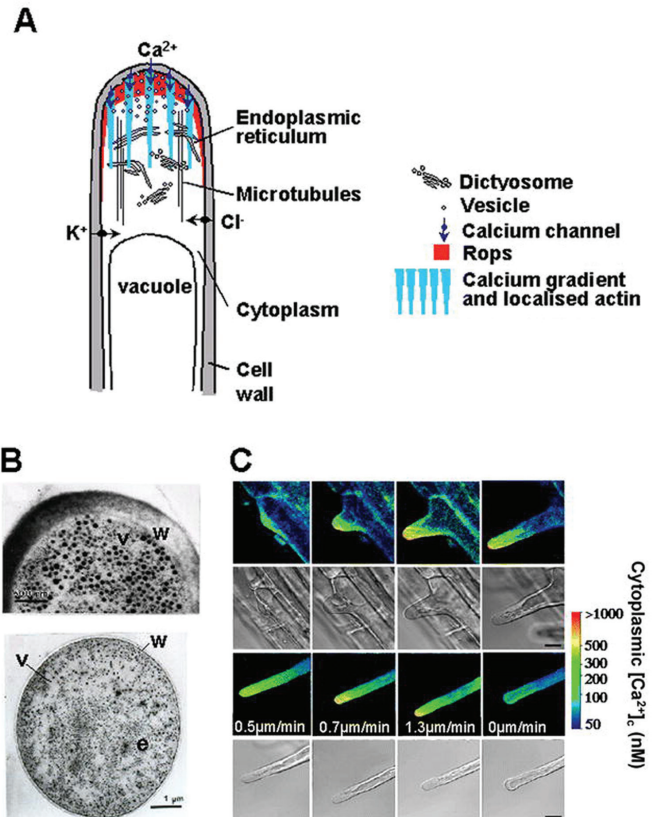 A
Ca²⁺
Endoplasmic
reticulum
Microtubules
K⁺
Cl⁻
vacuole
Cytoplasm
Cell
wall
Dictyosome
Vesicle
Calcium channel
Rops
Calcium gradient
and localised actin
B
v
w
v
w
e
1 µm
C
0.5µm/min
0.7µm/min
1.3µm/min
0µm/min
>1000
500
300
200
100
50
Cytoplasmic [Ca²⁺]c (nM)